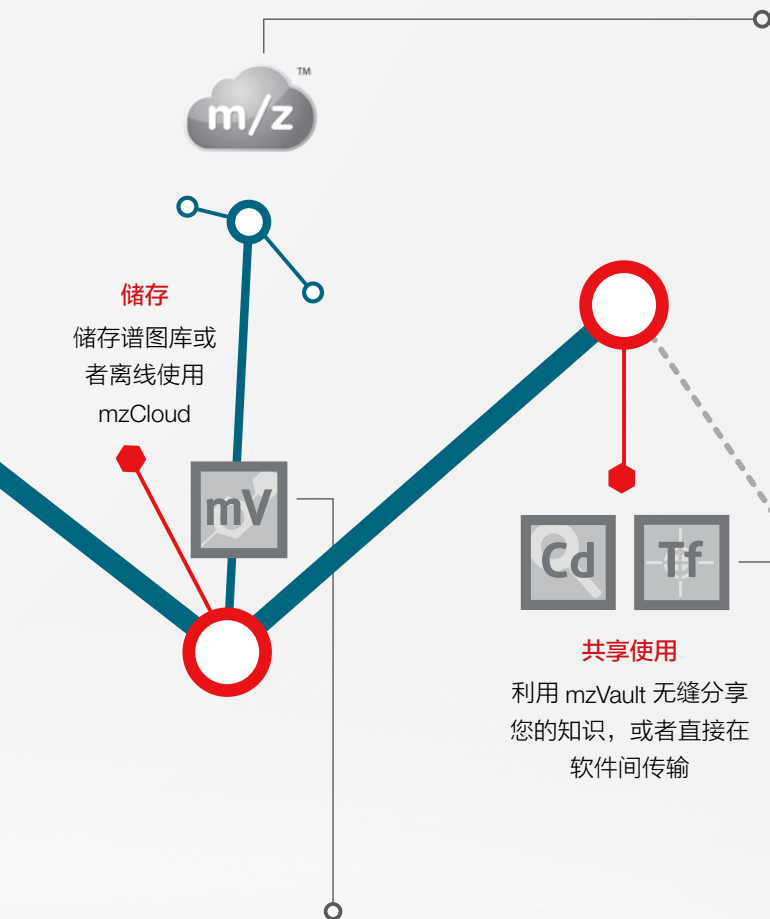 m/z™
储存
储存谱图库或
者离线使用
mzCloud
mV
Cd
Tf
共享使用
利用 mzVault 无缝分享
您的知识，或者直接在
软件间传输